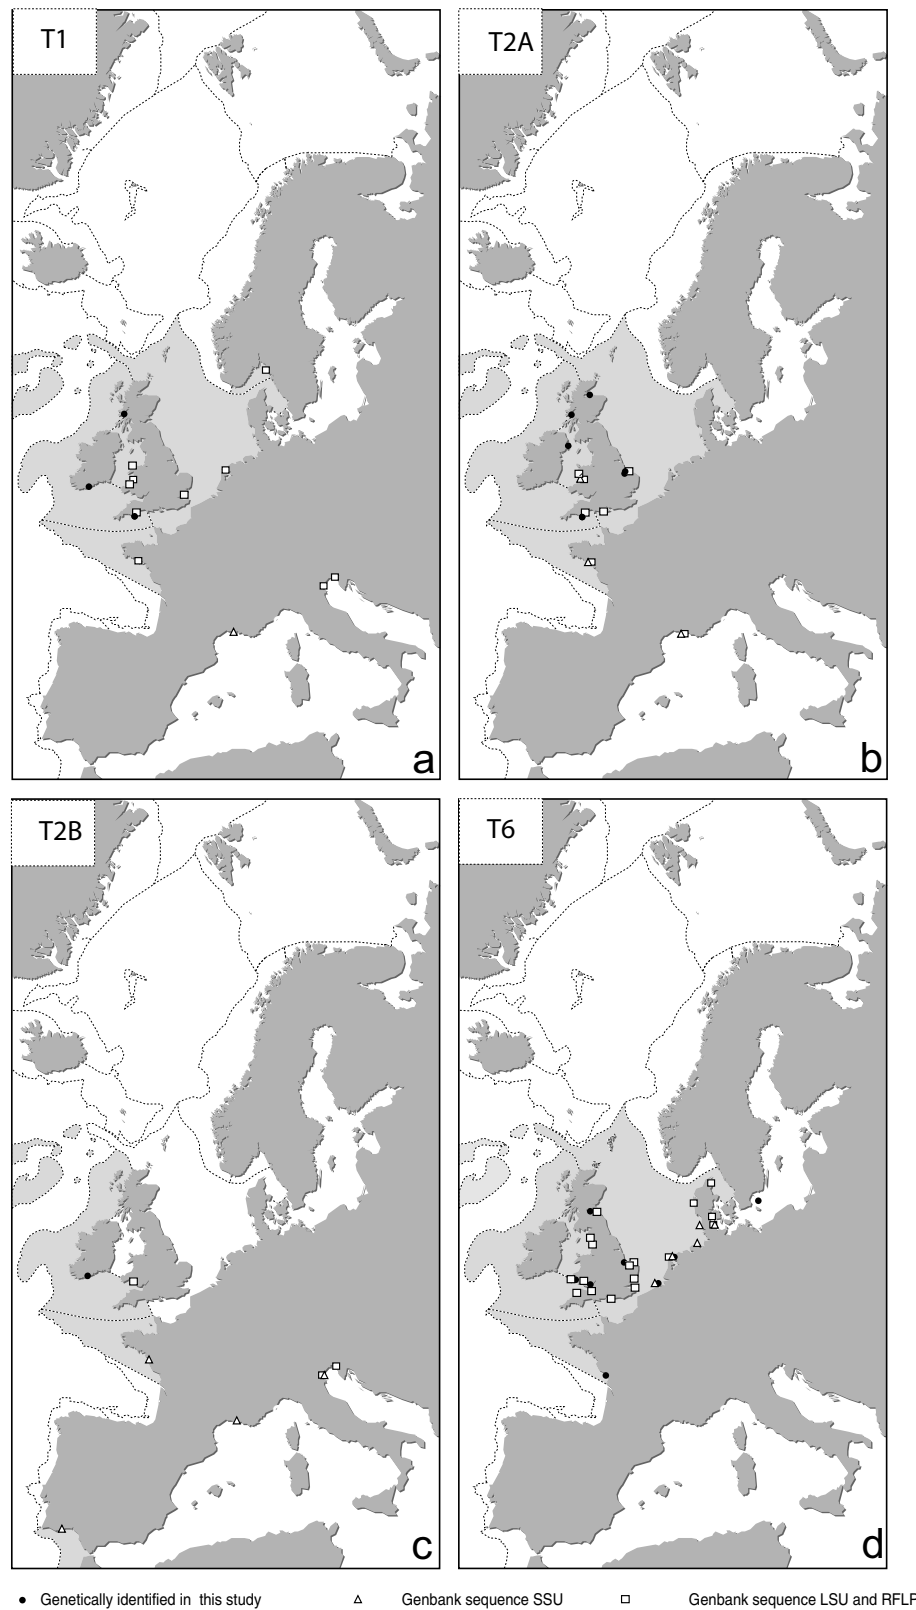 T1
T2A
a
b
T2B
T6
c
d
Genetically identified in this study
Genbank sequence SSU
Genbank sequence LSU and RFLP